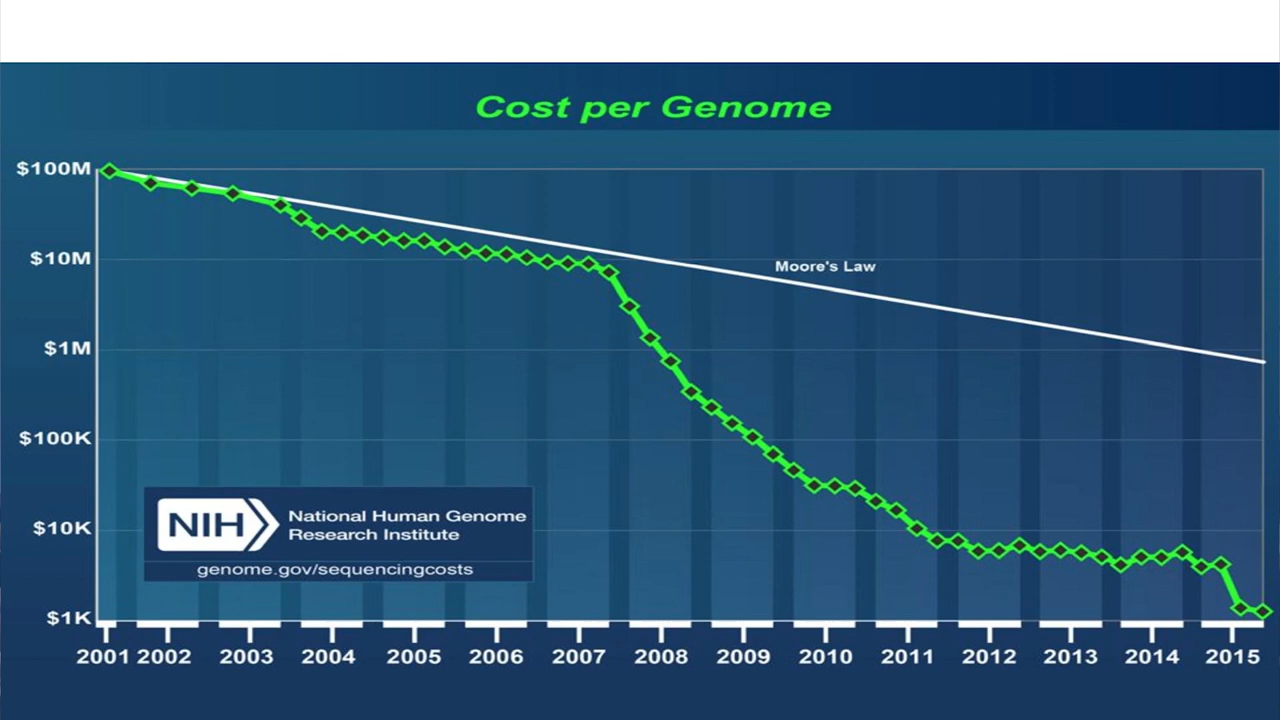 Cost per Genome
$100M
$10M
Moore's Law
$1M
$100K
$10K
$1K
NIH
National Human Genome
Research Institute
genome.gov/sequencingcosts
2001 2002 2003 2004 2005 2006 2007 2008 2009 2010 2011 2012 2013 2014 2015